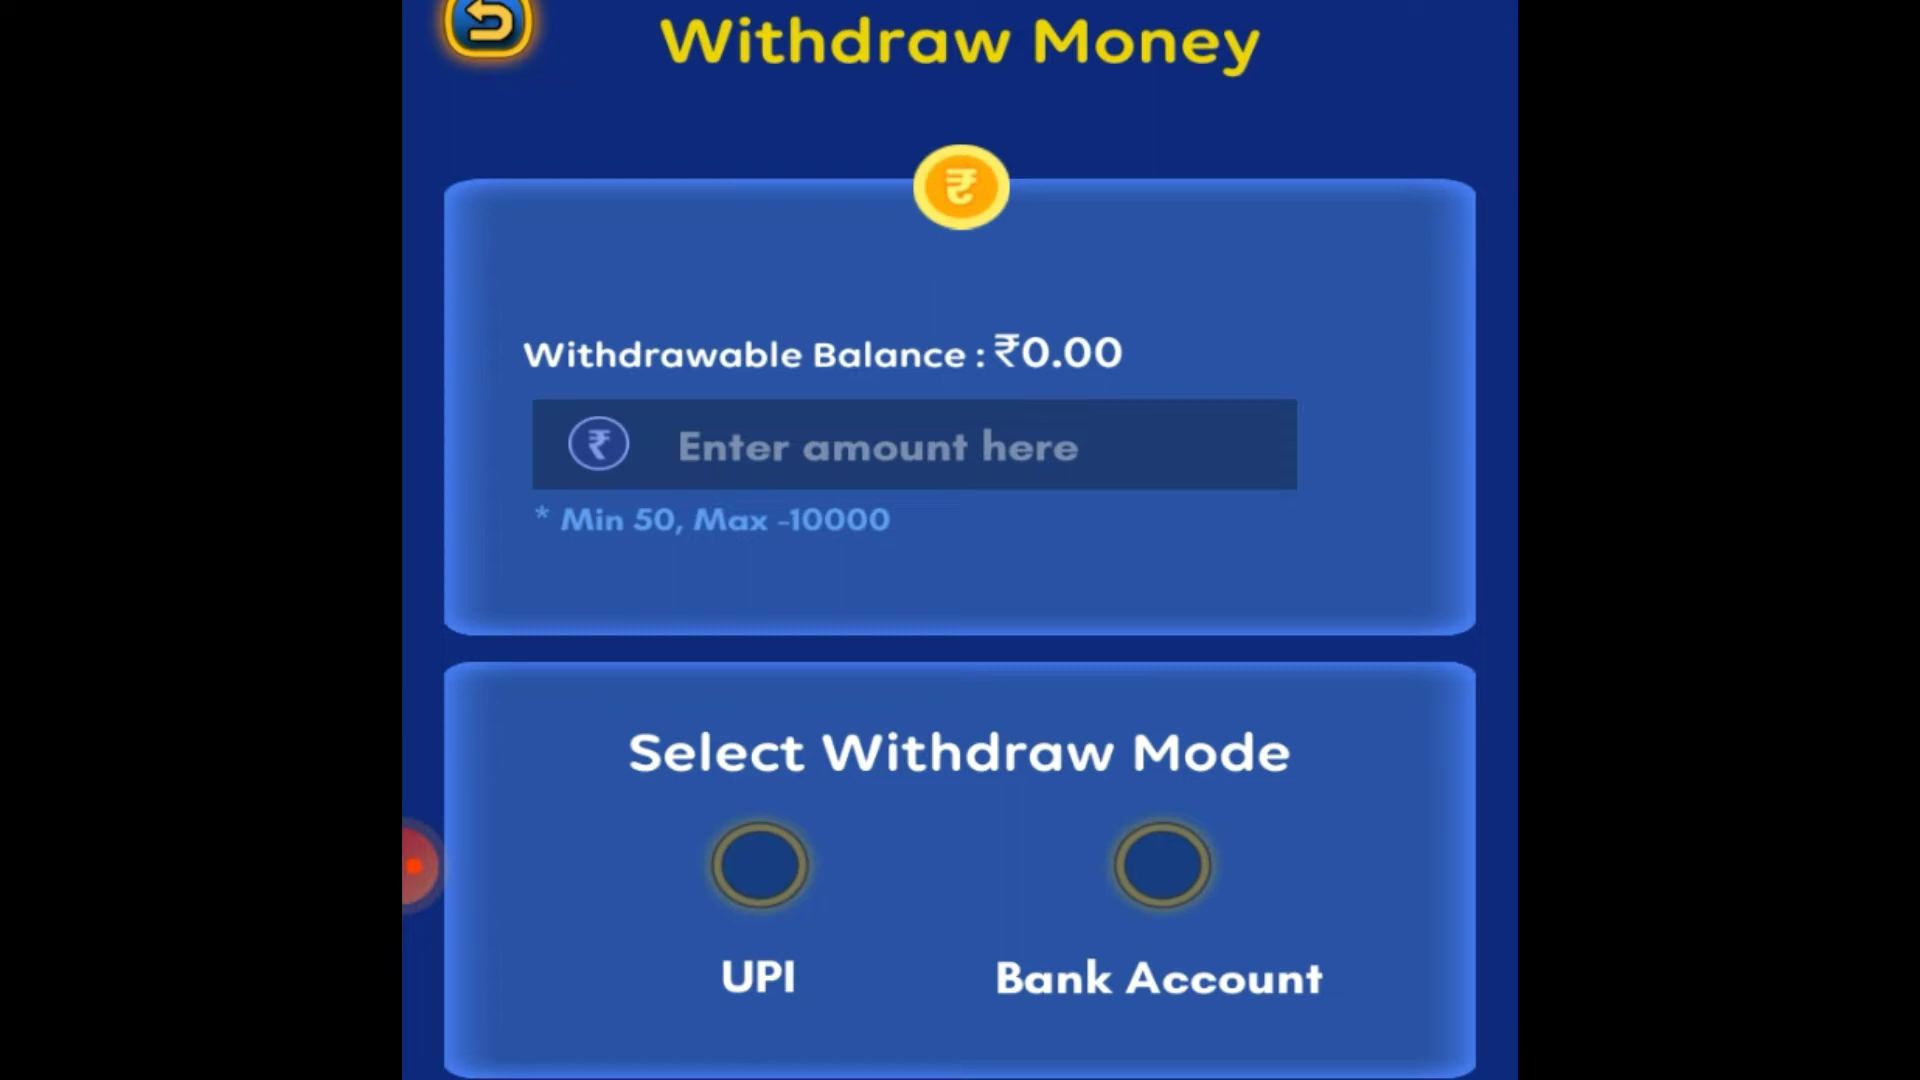 Withdraw Money
₹
Withdrawable Balance : ₹0.00
₹ Enter amount here
* Min 50, Max -10000
Select Withdraw Mode
UPI Bank Account